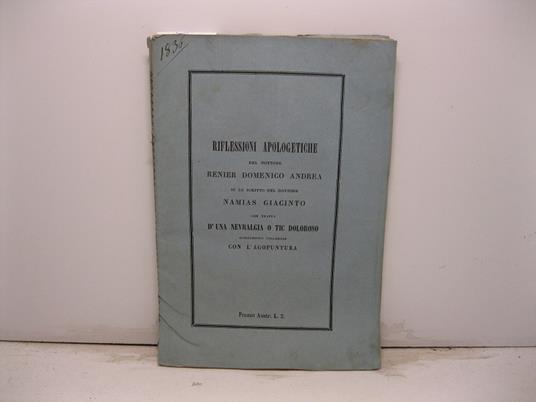 183
RIFLESSIONI APOLOGETICHE
DEL DOTTORE
RENIER DOMENICO ANDREA
SU LO SCRITTO DEL DOTTORE
NAMIAS GIACINTO
CHE TRATTA
D' UNA NEVRALGIA O TIC DOLOROSO
CON L'AGOPUNTURA
Prezzo Austr. L. 2.